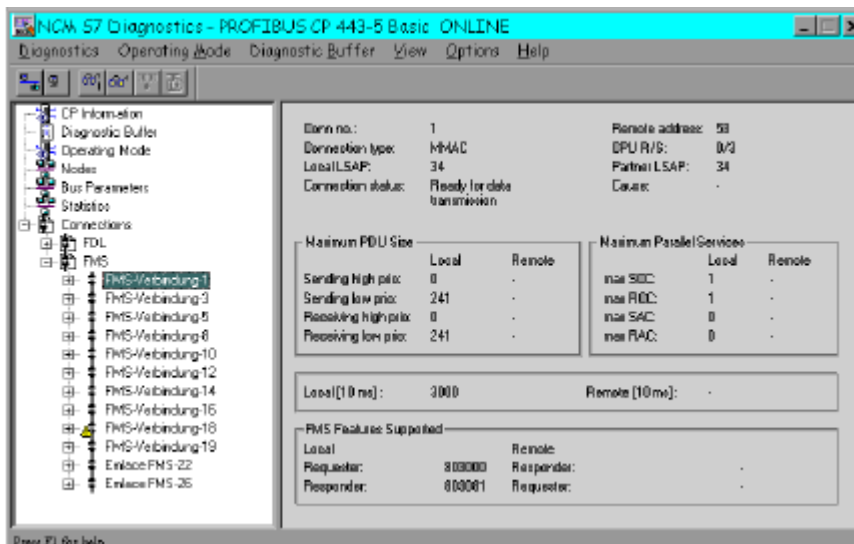 NCM S7 Diagnostics - PROFIBUS CP 443-5 Basic ONLINE
Diagnostics Operating Mode Diagnostic Buffer View Options Help
CP Information
Diagnostic Buffer
Operating Mode
Nodes
Bus Parameters
Statistics
Connections
FDL
FMS
FMS-Verbindung-1
FMS-Verbindung-3
FMS-Verbindung-5
FMS-Verbindung-8
FMS-Verbindung-10
FMS-Verbindung-12
FMS-Verbindung-14
FMS-Verbindung-16
FMS-Verbindung-18
FMS-Verbindung-19
Enlace FMS-22
Enlace FMS-26
Conn no.: 1 Remote address:
Connection type: MMAC CPU R/S: 0/3
Local LSAP: 34 Partner LSAP: 34
Connection status: Ready for data Cause: -
transmission
Maximum PDU Size
Local Remote
Sending high prio: 0 -
Sending low prio: 241 -
Receiving high prio: 0 -
Receiving low prio: 241 -
Maximum Parallel Services
Local Remote
max SCC: 1 -
max RCC: 1 -
max SAC: 0 -
max RAC: 0 -
Local [10 ms]: 3000 Remote [10 ms]: -
FMS Features Supported
Local Remote
Requester: 803000 Responder: -
Responder: 803081 Requester: -
Press F1 for help.